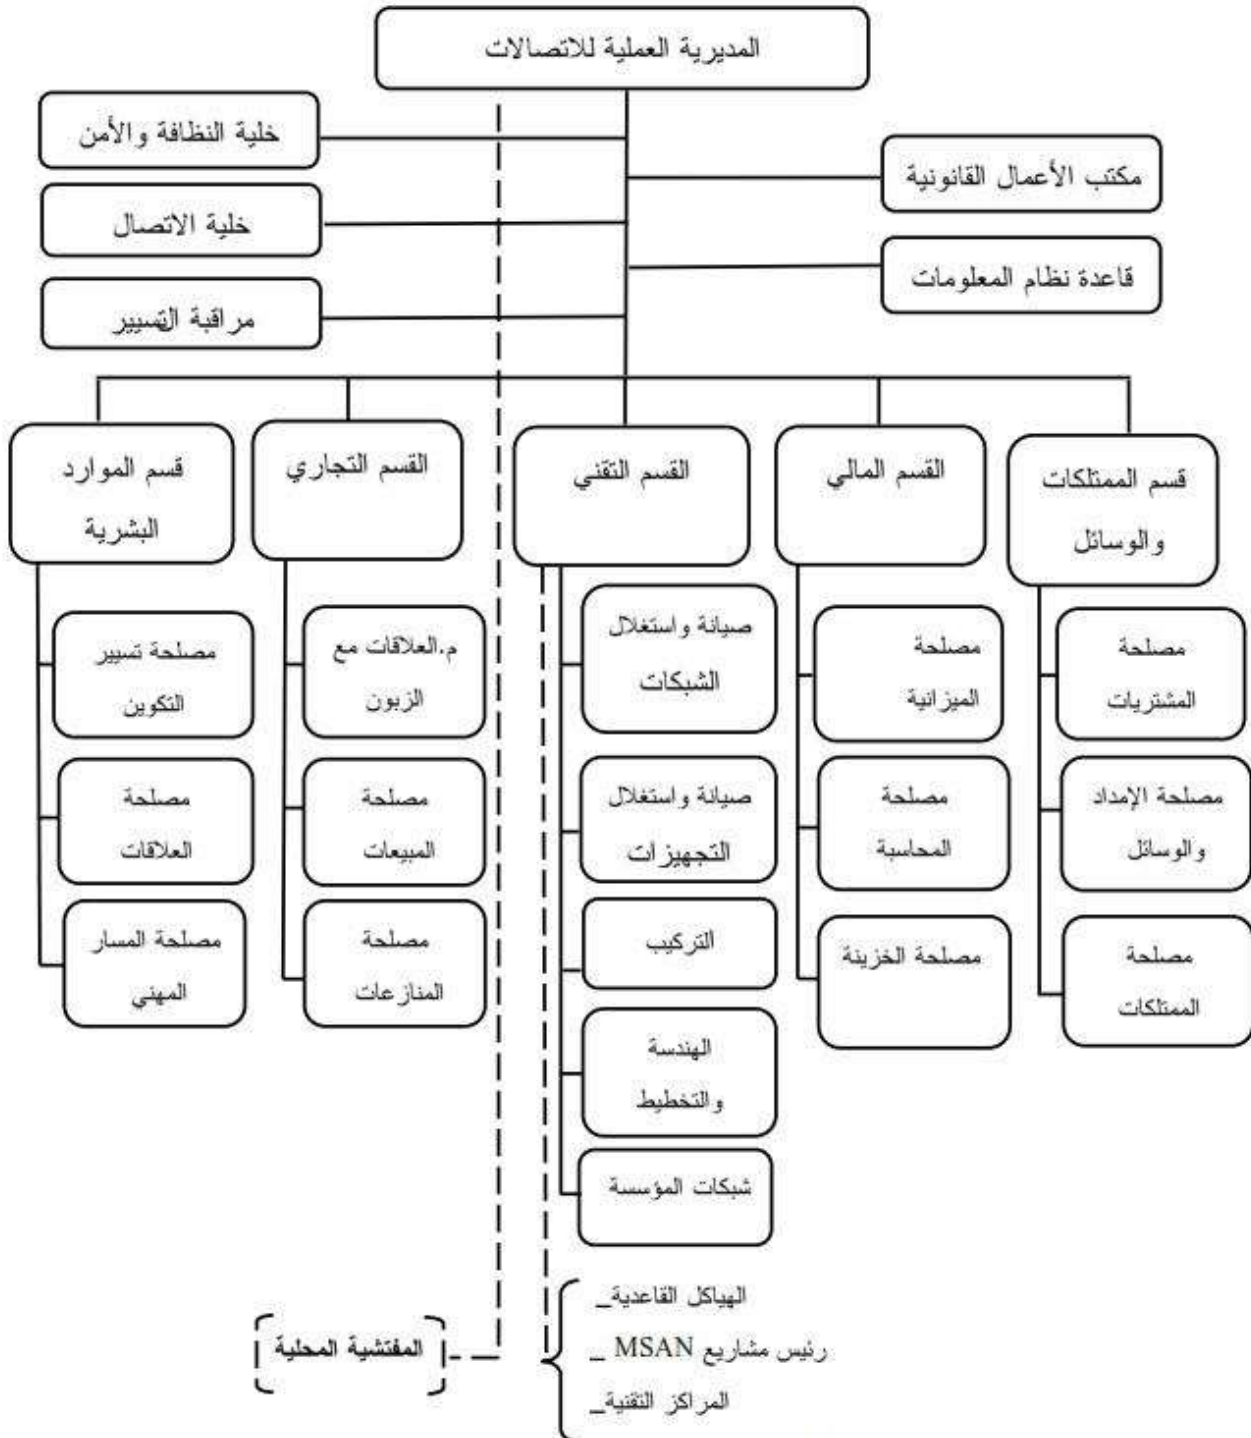 المديرية العملية للاتصالات
خلية النظافة والأمن
مكتب الأعمال القانونية
خلية الاتصال
قاعدة نظام المعلومات
مراقبة التسيير
قسم الممتلكات
والوسائل
القسم المالي
القسم التقني
القسم التجاري
قسم الموارد
البشرية
مصلحة
المشتريات
مصلحة الإمداد
والوسائل
مصلحة
الممتلكات
مصلحة
الميزانية
مصلحة
المحاسبة
مصلحة الخزينة
صيانة واستغلال
الشبكات
صيانة واستغلال
التجهيزات
التركيب
الهندسة
والتخطيط
شبكات المؤسسة
م.العلاقات مع
الزبون
مصلحة
المبيعات
مصلحة
المنازعات
مصلحة تسيير
التكوين
مصلحة
العلاقات
مصلحة المسار
المهني
الهياكل القاعدية_
رئيس مشاريع MSAN _
المراكز التقنية_
المفتشية المحلية